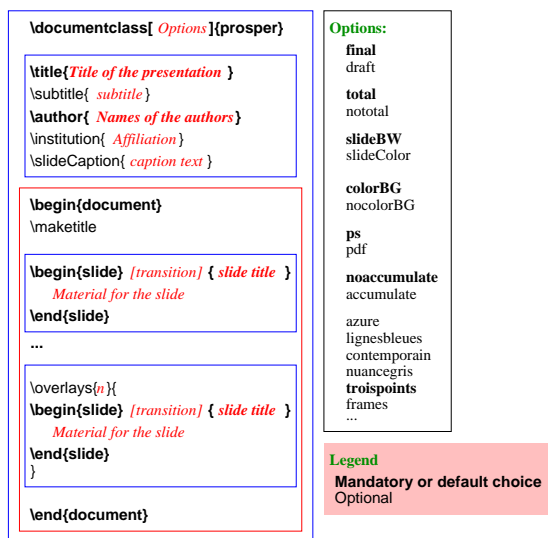 \documentclass[ Options]{prosper}
\title{Title of the presentation }
\subtitle{ subtitle}
\author{ Names of the authors}
\institution{ Affiliation}
\slideCaption{ caption text }
\begin{document}
\maketitle
\begin{slide} [transition] { slide title }
Material for the slide
\end{slide}
...
\overlays{n}{
\begin{slide} [transition] { slide title }
Material for the slide
\end{slide}
}
\end{document}
Options:
final
draft
total
nototal
slideBW
slideColor
colorBG
nocolorBG
ps
pdf
noaccumulate
accumulate
azure
lignesbleues
contemporain
nuancegris
troispoints
frames
...
Legend
Mandatory or default choice
Optional